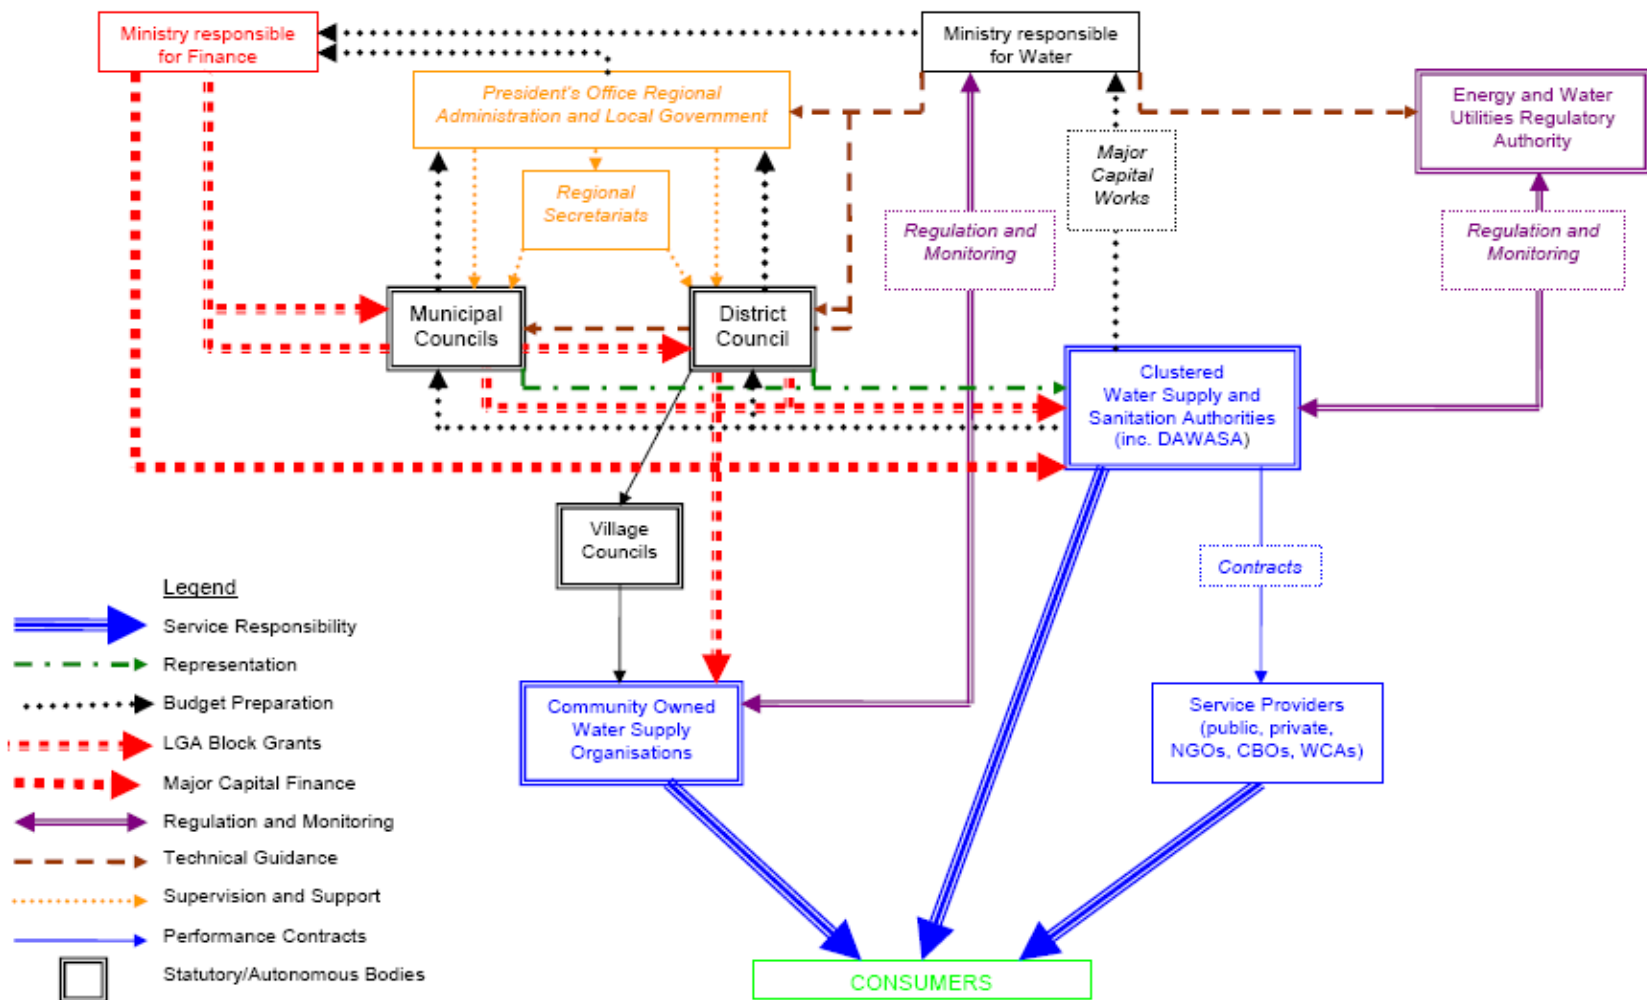 Ministry responsible
for Finance
Ministry responsible
for Water
President's Office Regional
Administration and Local Government
Energy and Water
Utilities Regulatory
Authority
Major
Capital
Works
Regional
Secretariats
Regulation and
Monitoring
Regulation and
Monitoring
Municipal
Councils
District
Council
Clustered
Water Supply and
Sanitation Authorities
(inc. DAWASA)
Village
Councils
Contracts
Community Owned
Water Supply
Organisations
Service Providers
(public, private,
NGOs, CBOs, WCAs)
CONSUMERS
Legend
Service Responsibility
Representation
Budget Preparation
LGA Block Grants
Major Capital Finance
Regulation and Monitoring
Technical Guidance
Supervision and Support
Performance Contracts
Statutory/Autonomous Bodies